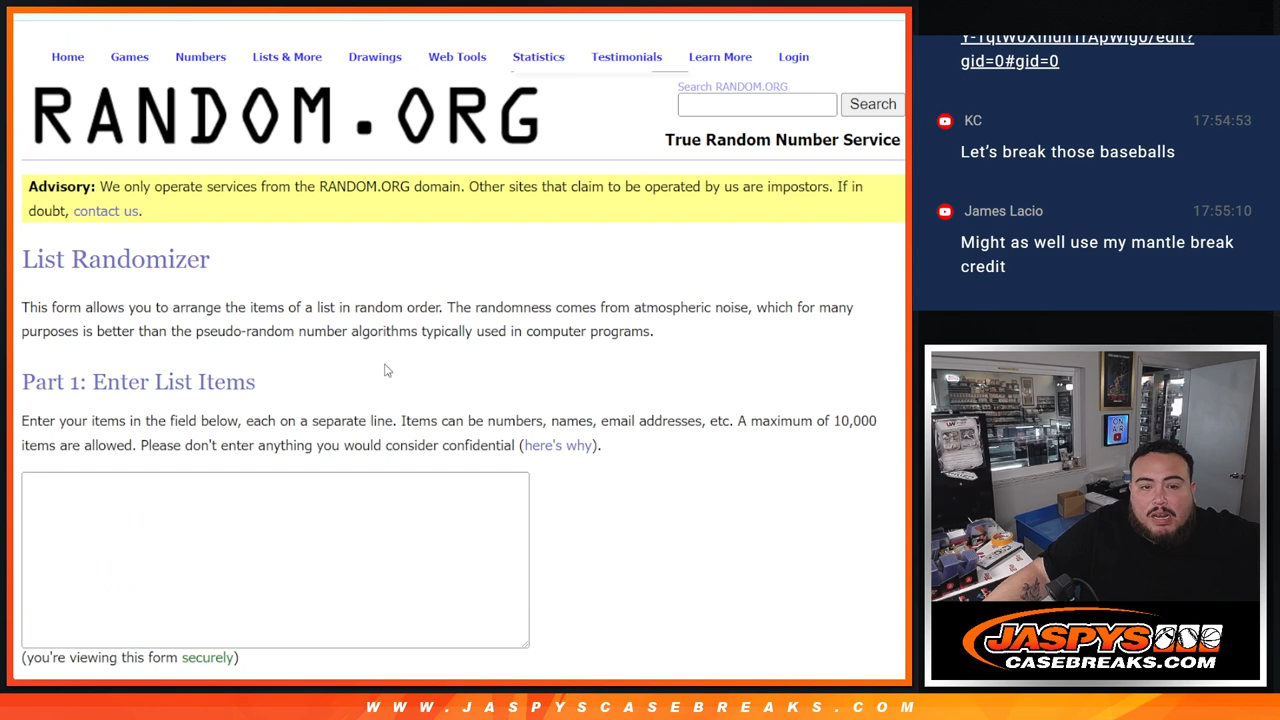 Home Games Numbers Lists & More Drawings Web Tools Statistics Testimonials Learn More Login
RANDOM.ORG
Search RANDOM.ORG
Search
True Random Number Service
Advisory: We only operate services from the RANDOM.ORG domain. Other sites that claim to be operated by us are impostors. If in
doubt, contact us.
List Randomizer
This form allows you to arrange the items of a list in random order. The randomness comes from atmospheric noise, which for many
purposes is better than the pseudo-random number algorithms typically used in computer programs.
Part 1: Enter List Items
Enter your items in the field below, each on a separate line. Items can be numbers, names, email addresses, etc. A maximum of 10,000
items are allowed. Please don't enter anything you would consider confidential (here's why).
(you're viewing this form securely)
gid=0#gid=0
KC 17:54:53
Let's break those baseballs
James Lacio 17:55:10
Might as well use my mantle break
credit
ON
AIR
JASPYS
CASEBREAKS.COM
WWW.JASPYSCASEBREAKS.COM